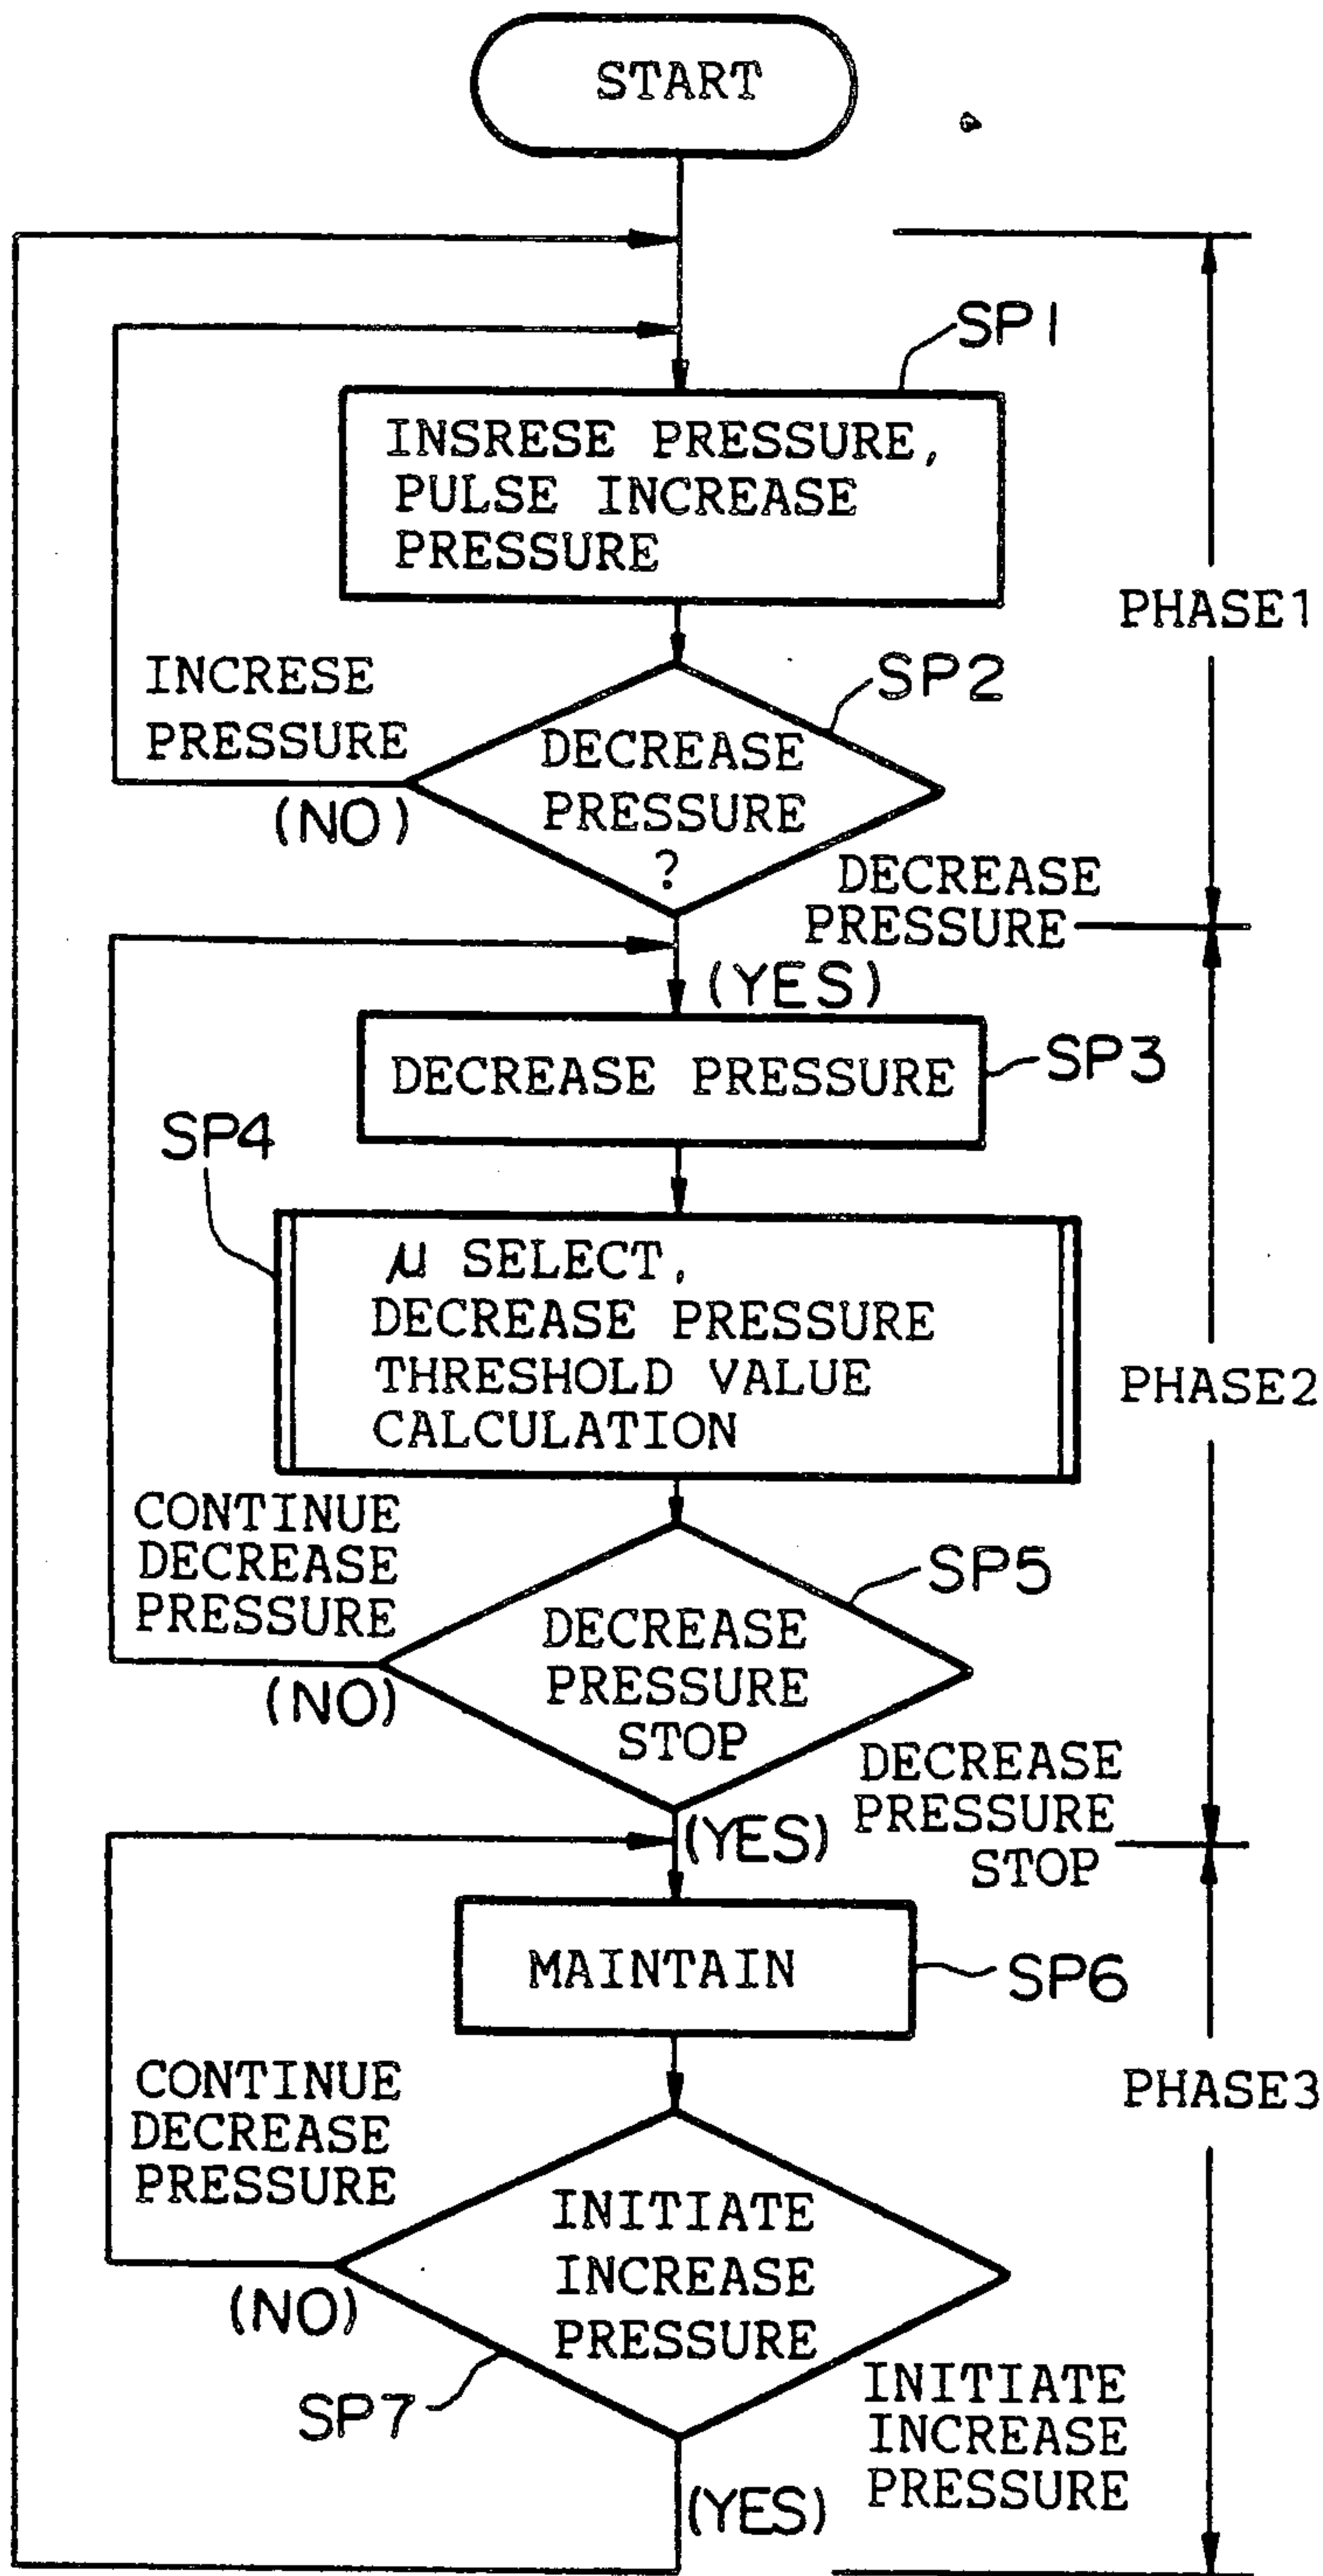 START
SP1
INSRESE PRESSURE,
PULSE INCREASE
PRESSURE
PHASE1
INCRESE
PRESSURE
SP2
DECREASE
PRESSURE
?
(NO)
DECREASE
PRESSURE
(YES)
DECREASE PRESSURE
SP3
SP4
μ SELECT,
DECREASE PRESSURE
THRESHOLD VALUE
CALCULATION
PHASE2
CONTINUE
DECREASE
PRESSURE
SP5
DECREASE
PRESSURE
STOP
(NO)
DECREASE
PRESSURE
STOP
(YES)
MAINTAIN
SP6
CONTINUE
DECREASE
PRESSURE
PHASE3
INITIATE
INCREASE
PRESSURE
(NO)
SP7
INITIATE
INCREASE
PRESSURE
(YES)